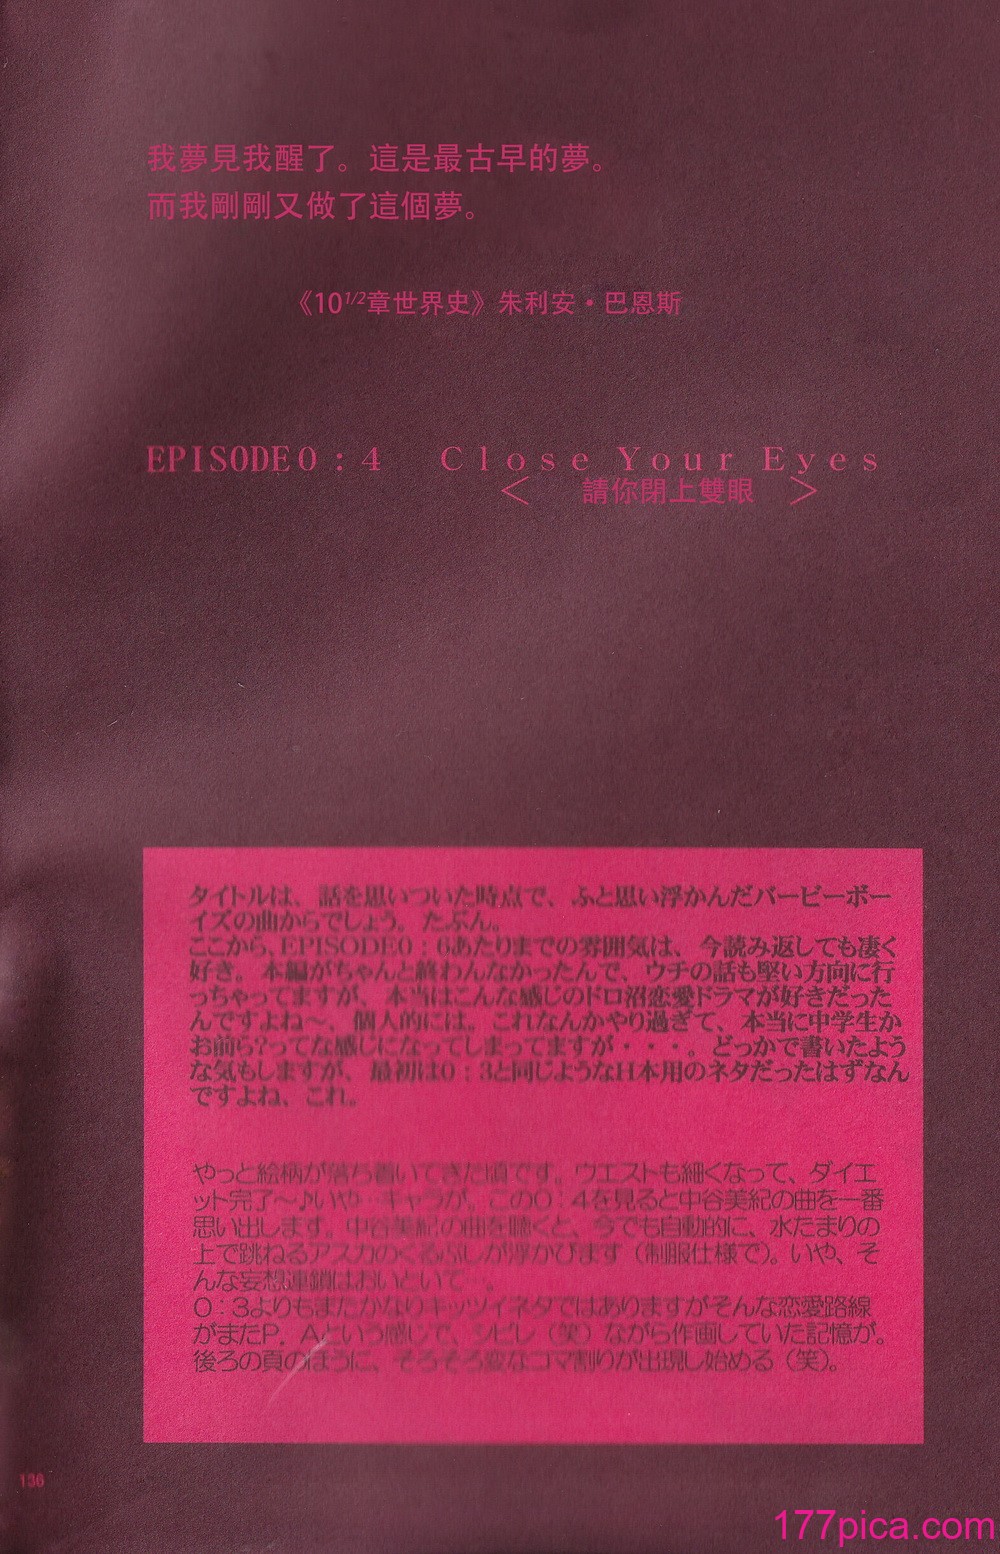 我夢見我醒了。這是最古早的夢。
而我剛剛又做了這個夢。
《10 1/2章世界史》朱利安・巴恩斯
EPISODE0：4　Close Your Eyes
＜　請你閉上雙眼　＞
タイトルは、話を思いついた時点で、ふと思い浮かんだバービーボー
イズの曲からでしょう。たぶん。
ここから、EPISODE0：6あたりまでの雰囲気は、今読み返しても凄く
好き。本編がちゃんと終わんなかったんで、ウチの話も堅い方向に行
っちゃってますが、本当はこんな感じのドロ沼恋愛ドラマが好きだった
んですよね〜、個人的には。これなんかやり過ぎて、本当に中学生か
お前ら?ってな感じになってしまってますが・・・。どっかで書いたよう
な気もしますが、最初は0：3と同じようなH本用のネタだったはずなん
ですよね、これ。
やっと絵柄が落ち着いてきた頃です。ウエストも細くなって、ダイエ
ット完了〜♪いや…キャラが。この0：4を見ると中谷美紀の曲を一番
思い出します。中谷美紀の曲を聴くと、今でも自動的に、水たまりの
上で跳ねるアスカのくるぶしが浮かびます（制服仕様で）。いや、そ
んな妄想連鎖はおいといて…。
0：3よりもまたかなりキッツイネタではありますがそんな恋愛路線
がまたP．Aという感じで、シビレ（笑）ながら作画していた記憶が。
後ろの頁のほうに、そろそろ変なコマ割りが出現し始める（笑）。
136
177pica.com